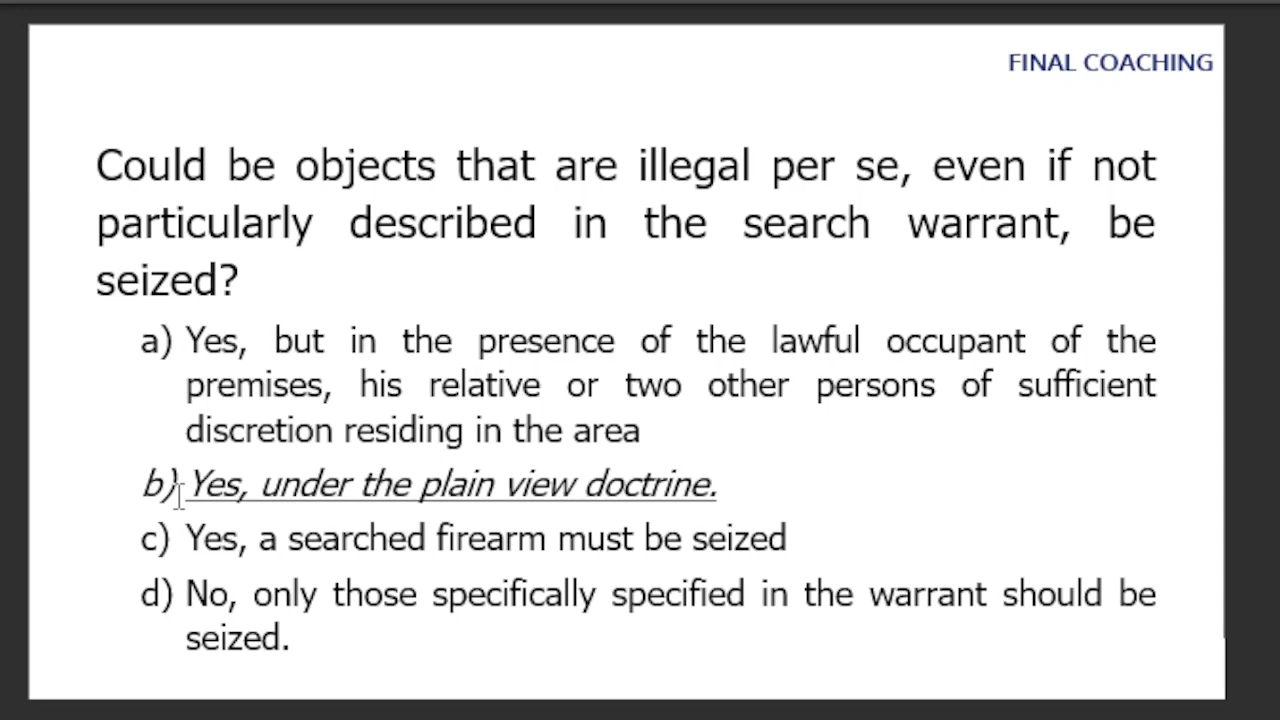 FINAL COACHING
Could be objects that are illegal per se, even if not
particularly described in the search warrant, be
seized?
a) Yes, but in the presence of the lawful occupant of the
premises, his relative or two other persons of sufficient
discretion residing in the area
b) Yes, under the plain view doctrine.
c) Yes, a searched firearm must be seized
d) No, only those specifically specified in the warrant should be
seized.